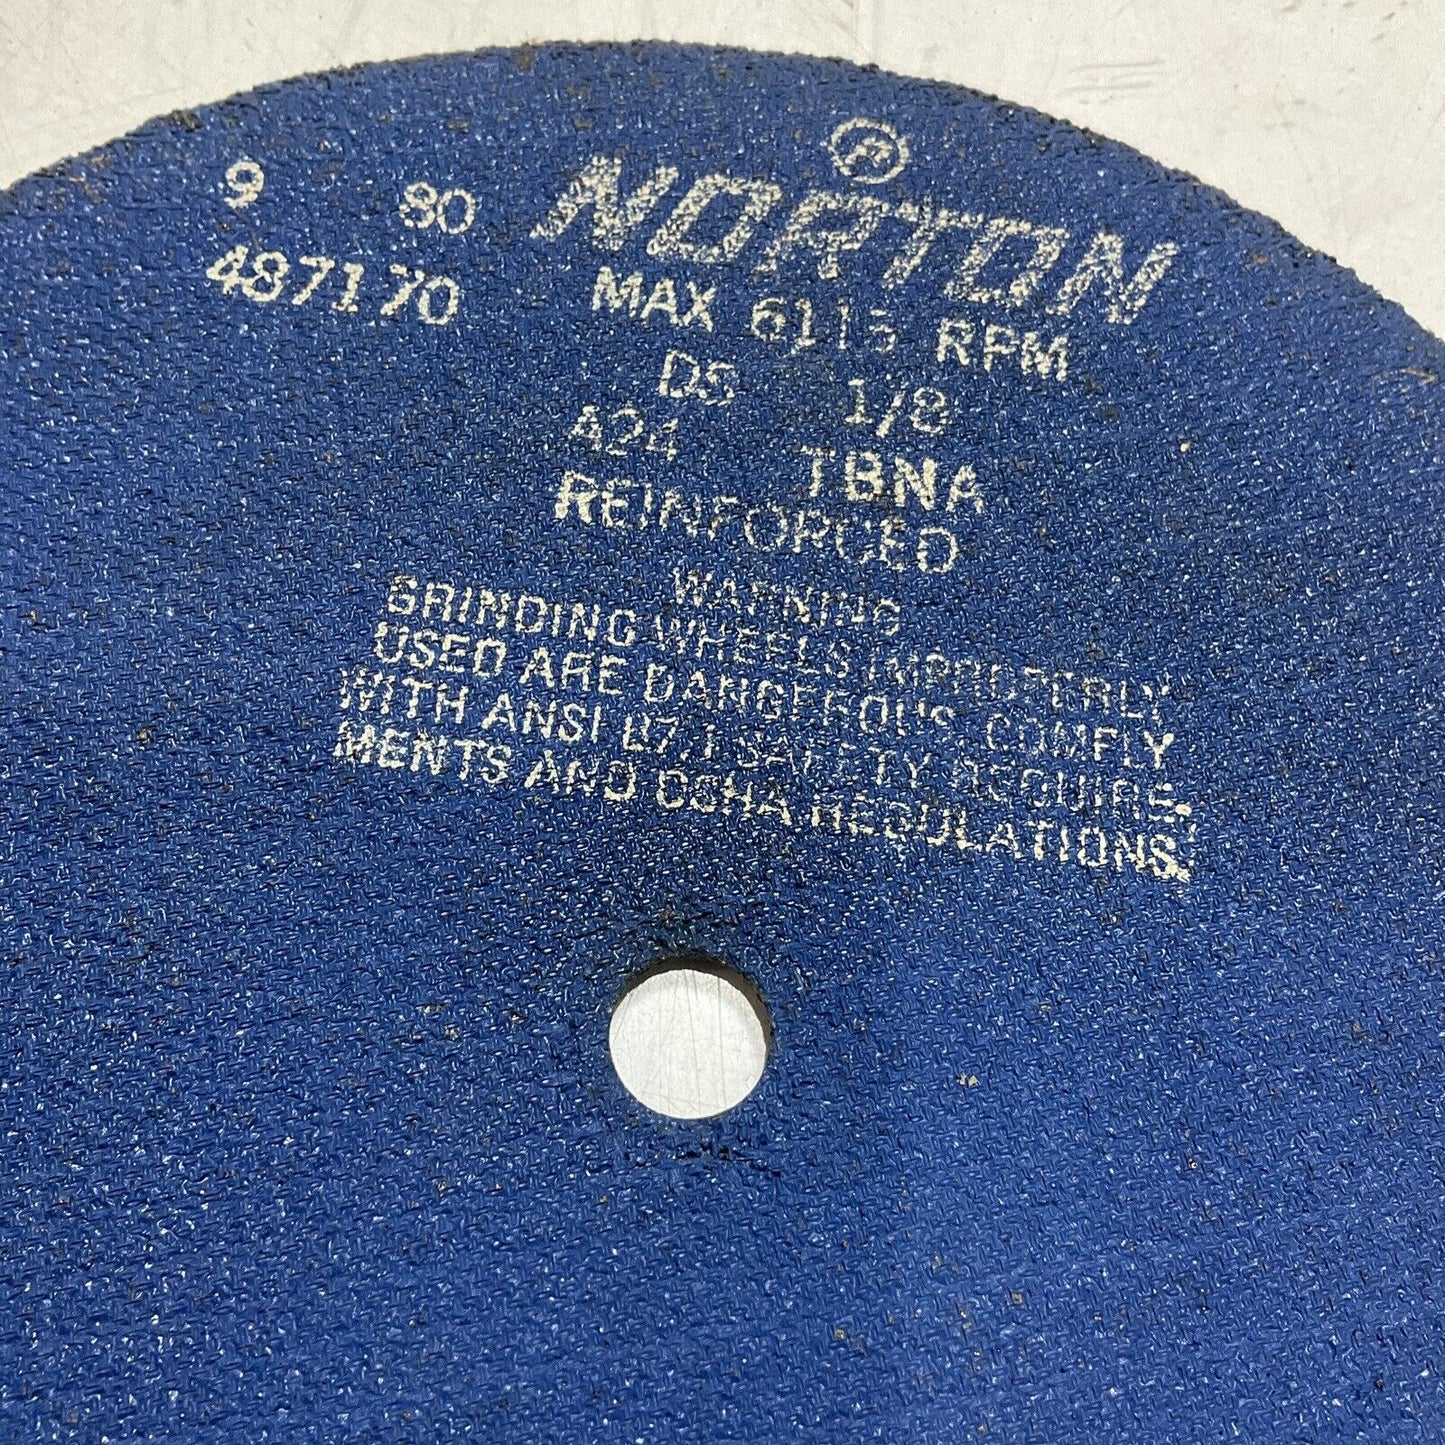 9 80
487170
®
NORTON
MAX 6115 RPM
DS 1/8
424 TBNA
REINFORCED
WARNING
GRINDING WHEELS IMPROPERLY
USED ARE DANGEROUS. COMPLY
WITH ANSI B7.1 SAFETY REQUIRE-
MENTS AND OSHA REGULATIONS.